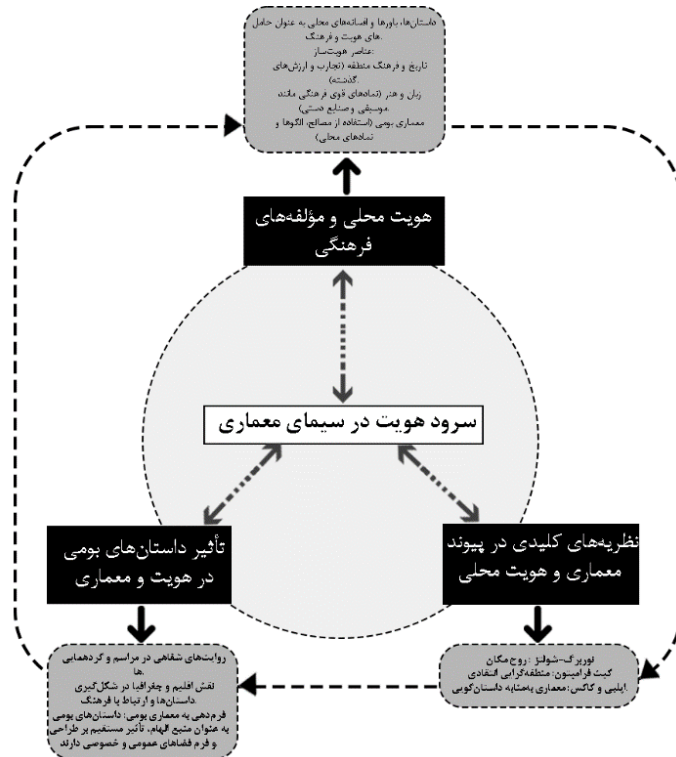 داستان‌ها، باورها و افسانه‌های محلی به عنوان حامل
های هویت و فرهنگ.
عناصر هویت‌ساز:
تاریخ و فرهنگ منطقه (تجارب و ارزش‌های
گذشته)
زبان و هنر (نمادهای قوی فرهنگی مانند
موسیقی و صنایع دستی).
معماری بومی (استفاده از مصالح، الگوها و
نمادهای محلی)
هویت محلی و مؤلفه‌های
فرهنگی
سرود هویت در سیمای معماری
نظریه‌های کلیدی در پیوند
معماری و هویت محلی
تأثیر داستان‌های بومی
در هویت و معماری
نوربرگ-شولتز : روح مکان
کنث فرامپتون: منطقه‌گرایی انتقادی
ایلبی و کاکس: معماری به‌مثابه داستان‌گویی.
روایت‌های شفاهی در مراسم و گردهمایی
ها.
نقش اقلیم و جغرافیا در شکل‌گیری
داستان‌ها و ارتباط با فرهنگ.
فرم‌دهی به معماری بومی: داستان‌های بومی
به عنوان منبع الهام، تأثیر مستقیم بر طراحی
و فرم فضاهای عمومی و خصوصی دارند.